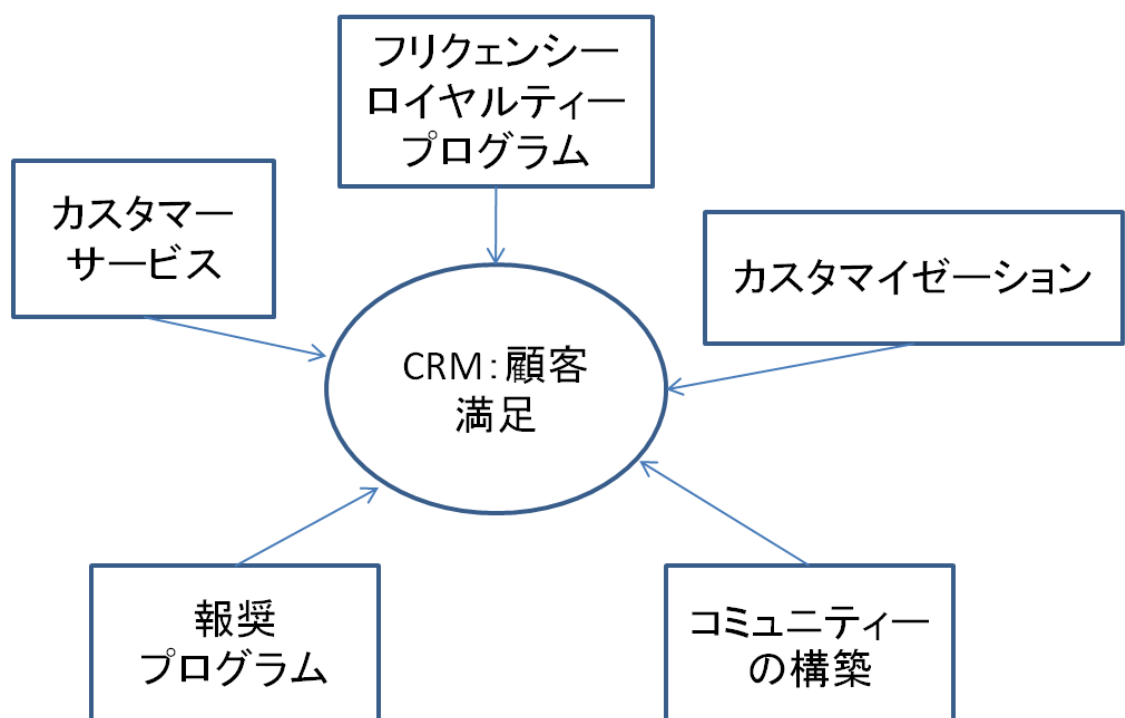 フリクェンシー
ロイヤルティー
プログラム
カスタマー
サービス
カスタマイゼーション
CRM:顧客
満足
報奨
プログラム
コミュニティー
の構築